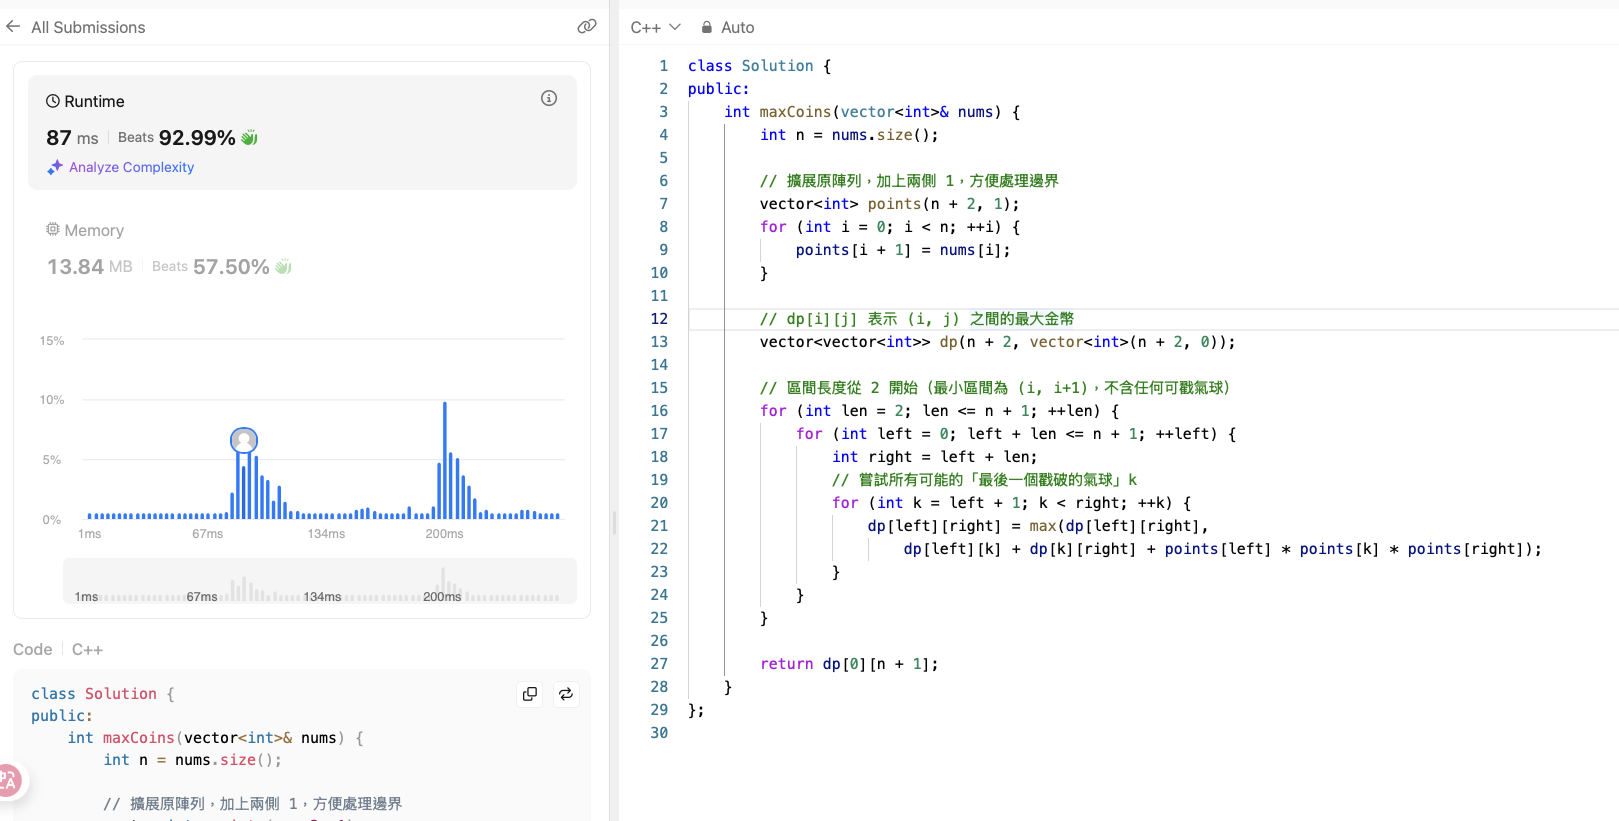 All Submissions
Runtime
87 ms Beats 92.99%
Analyze Complexity
Memory
13.84 MB Beats 57.50%
15%
10%
5%
0%
1ms 67ms 134ms 200ms
1ms 67ms 134ms 200ms
Code C++
class Solution {
public:
    int maxCoins(vector<int>& nums) {
        int n = nums.size();
        // 擴展原陣列，加上兩側 1，方便處理邊界
C++ Auto
1 class Solution {
2 public:
3     int maxCoins(vector<int>& nums) {
4         int n = nums.size();
5
6         // 擴展原陣列，加上兩側 1，方便處理邊界
7         vector<int> points(n + 2, 1);
8         for (int i = 0; i < n; ++i) {
9             points[i + 1] = nums[i];
10         }
11
12         // dp[i][j] 表示 (i, j) 之間的最大金幣
13         vector<vector<int>> dp(n + 2, vector<int>(n + 2, 0));
14
15         // 區間長度從 2 開始（最小區間為 (i, i+1)，不含任何可戳氣球）
16         for (int len = 2; len <= n + 1; ++len) {
17             for (int left = 0; left + len <= n + 1; ++left) {
18                 int right = left + len;
19                 // 嘗試所有可能的「最後一個戳破的氣球」k
20                 for (int k = left + 1; k < right; ++k) {
21                     dp[left][right] = max(dp[left][right],
22                         dp[left][k] + dp[k][right] + points[left] * points[k] * points[right]);
23                 }
24             }
25         }
26
27         return dp[0][n + 1];
28     }
29 };
30